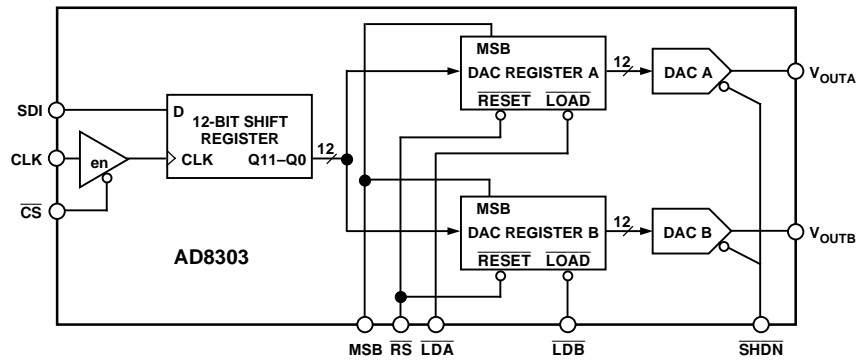 MSB
DAC REGISTER A
RESET LOAD
12
DAC A
VOUTA
SDI
D
12-BIT SHIFT
REGISTER
CLK
en
CLK Q11–Q0
12
CS
MSB
DAC REGISTER B
RESET LOAD
12
DAC B
VOUTB
AD8303
MSB RS LDA LDB SHDN